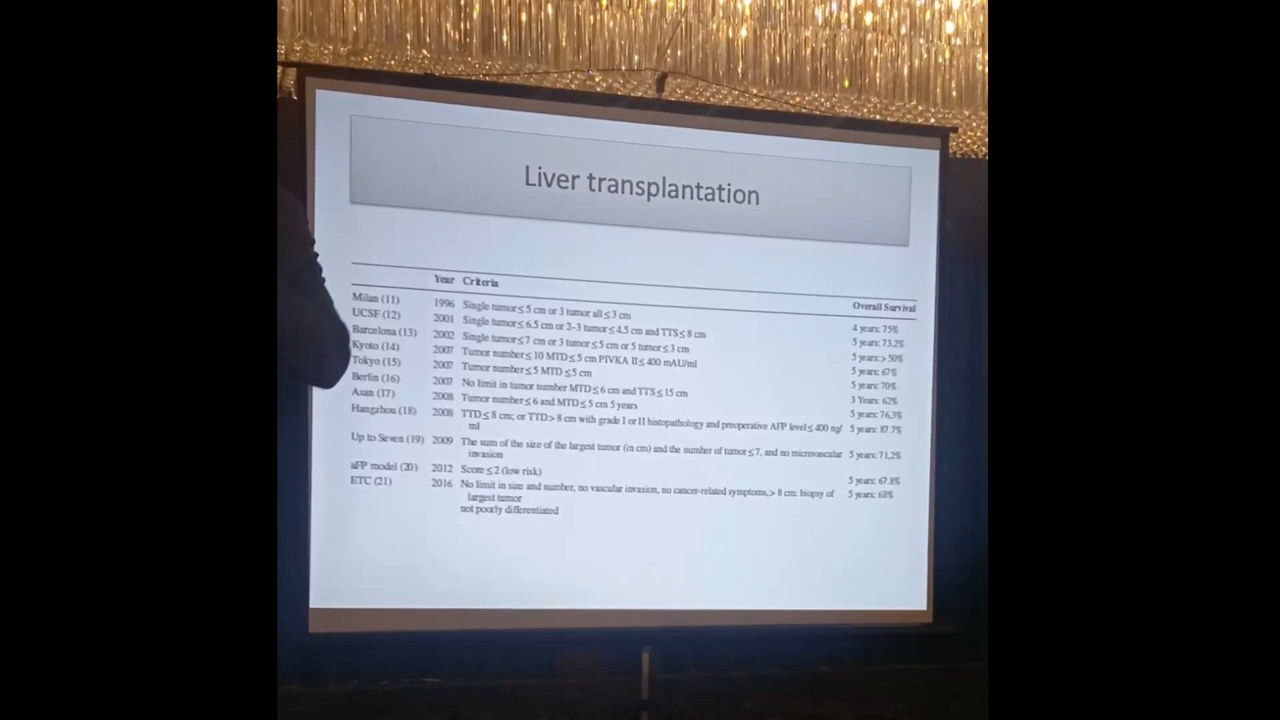 Liver transplantation
Year Criteria Overall Survival
Milan (11) 1996 Single tumor ≤ 5 cm or 3 tumor all ≤ 3 cm 4 years: 75%
UCSF (12) 2001 Single tumor ≤ 6.5 cm or 2-3 tumor ≤ 4.5 cm and TTS ≤ 8 cm 5 years: 73.2%
Barcelona (13) 2002 Single tumor ≤ 7 cm or 3 tumor ≤ 5 cm or 5 tumor ≤ 3 cm 5 years: > 50%
Kyoto (14) 2007 Tumor number ≤ 10 MTD ≤ 5 cm PIVKA II ≤ 400 mAU/ml 5 years: 67%
Tokyo (15) 2007 Tumor number ≤ 5 MTD ≤ 5 cm 5 years: 70%
Berlin (16) 2007 No limit in tumor number MTD ≤ 6 cm and TTS ≤ 15 cm 3 Years: 62%
Asan (17) 2008 Tumor number ≤ 6 and MTD ≤ 5 cm 5 years 5 years: 76.3%
Hangzhou (18) 2008 TTD ≤ 8 cm; or TTD > 8 cm with grade I or II histopathology and preoperative AFP level ≤ 400 ng/ 5 years: 87.7%
ml
Up to Seven (19) 2009 The sum of the size of the largest tumor (in cm) and the number of tumor ≤ 7, and no microvascular 5 years: 71.2%
invasion
aFP model (20) 2012 Score ≤ 2 (low risk) 5 years: 67.8%
ETC (21) 2016 No limit in size and number, no vascular invasion, no cancer-related symptoms, > 8 cm: biopsy of 5 years: 68%
largest tumor
not poorly differentiated